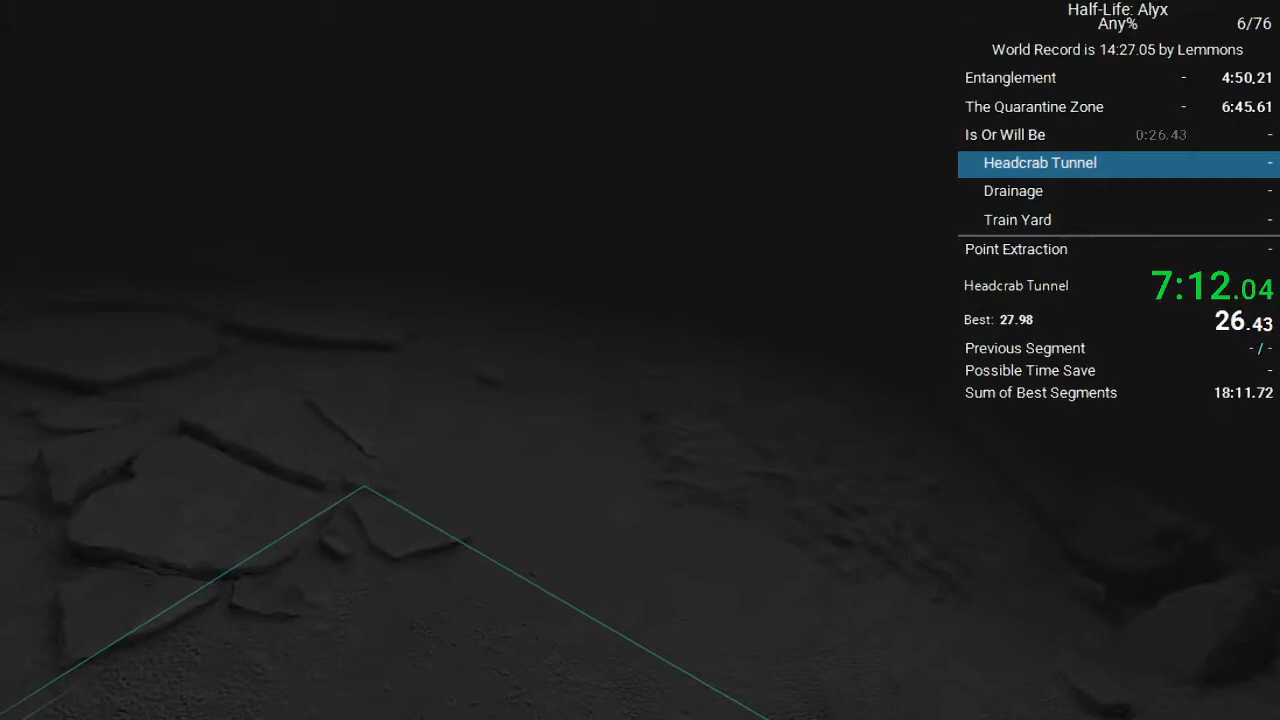 Half-Life: Alyx
Any% 6/76
World Record is 14:27.05 by Lemmons
Entanglement - 4:50.21
The Quarantine Zone - 6:45.61
Is Or Will Be 0:26.43 -
Headcrab Tunnel -
Drainage -
Train Yard -
Point Extraction -
Headcrab Tunnel 7:12.04
Best: 27.98 26.43
Previous Segment - / -
Possible Time Save -
Sum of Best Segments 18:11.72